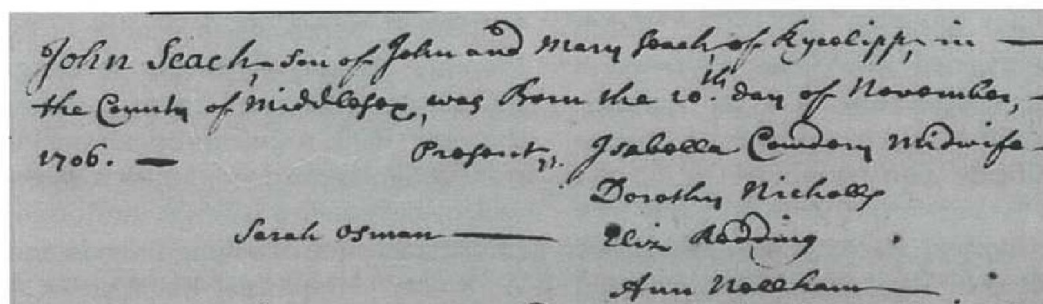 John Seach, son of John and Mary Seach, of Rycelipp, in —
the County of Middlesex, was Born the 10th. day of November, —
1706. — Present, Isabella Cowdery Midwife —
Dorothy Nicholls
Sarah Osman — Eliz Redding
Ann Needham —